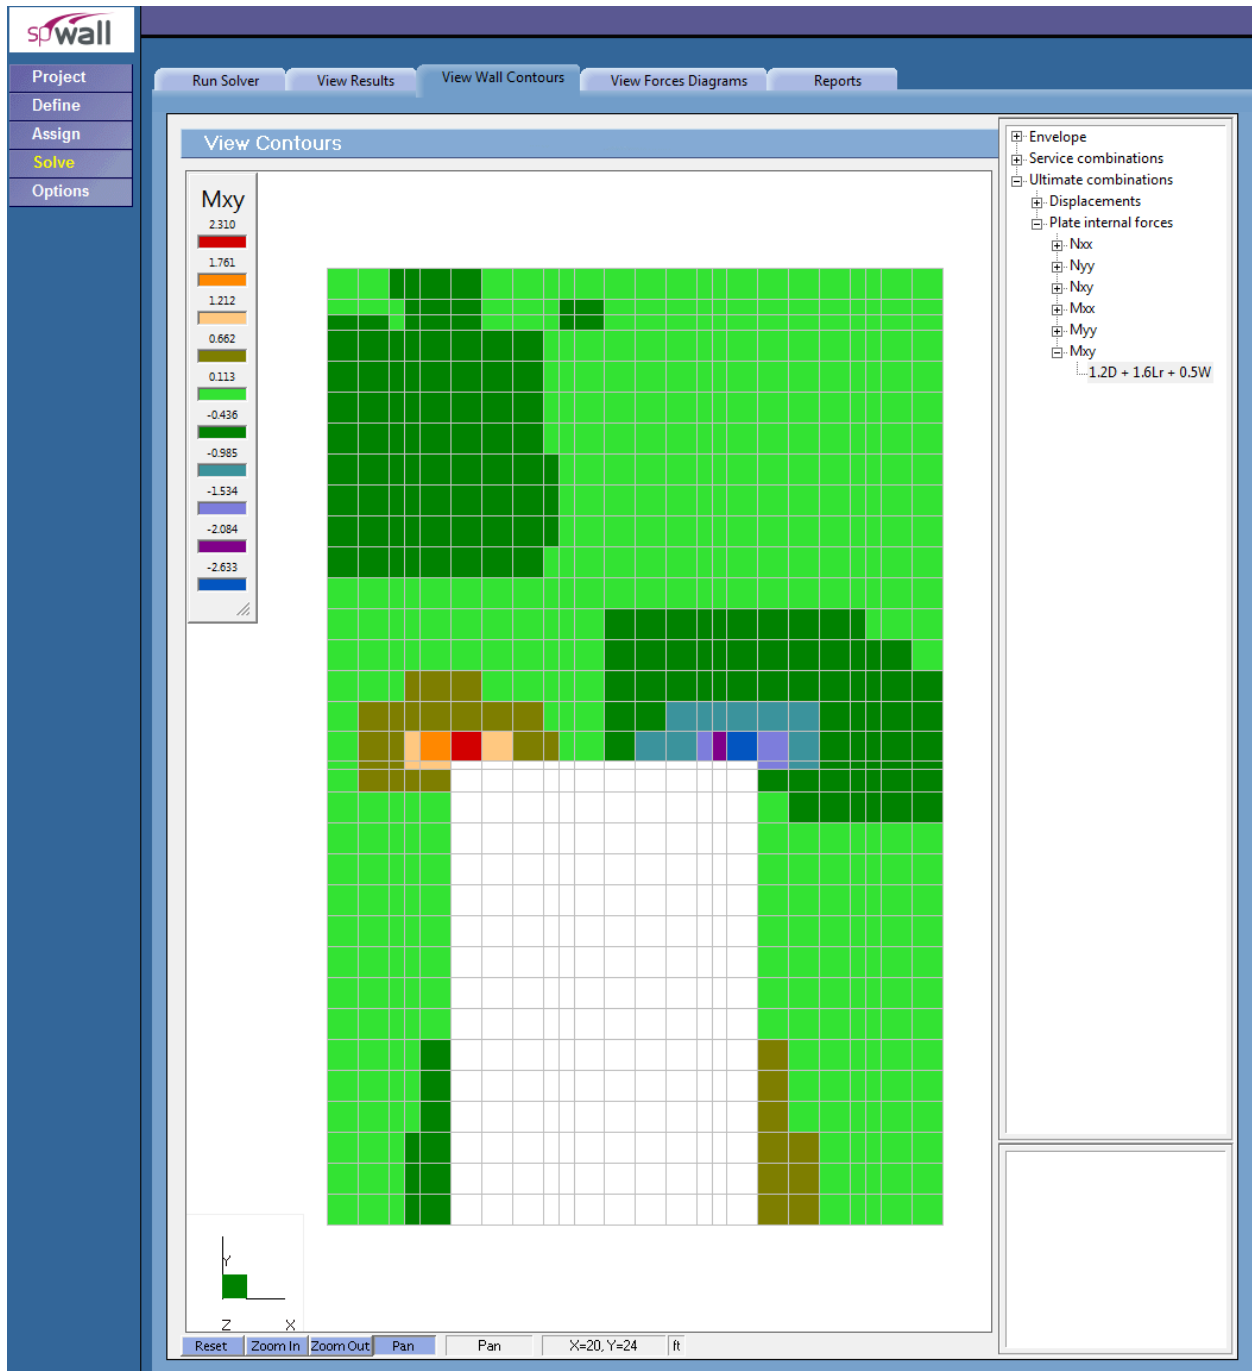 spwall
Project
Define
Assign
Solve
Options
Run Solver
View Results
View Wall Contours
View Forces Diagrams
Reports
View Contours
Mxy
2.310
1.761
1.212
0.662
0.113
-0.436
-0.985
-1.534
-2.084
-2.633
Envelope
Service combinations
Ultimate combinations
Displacements
Plate internal forces
Nxx
Nyy
Nxy
Mxx
Myy
Mxy
1.2D + 1.6Lr + 0.5W
Y
Z X
Reset Zoom In Zoom Out Pan Pan X=20, Y=24 ft